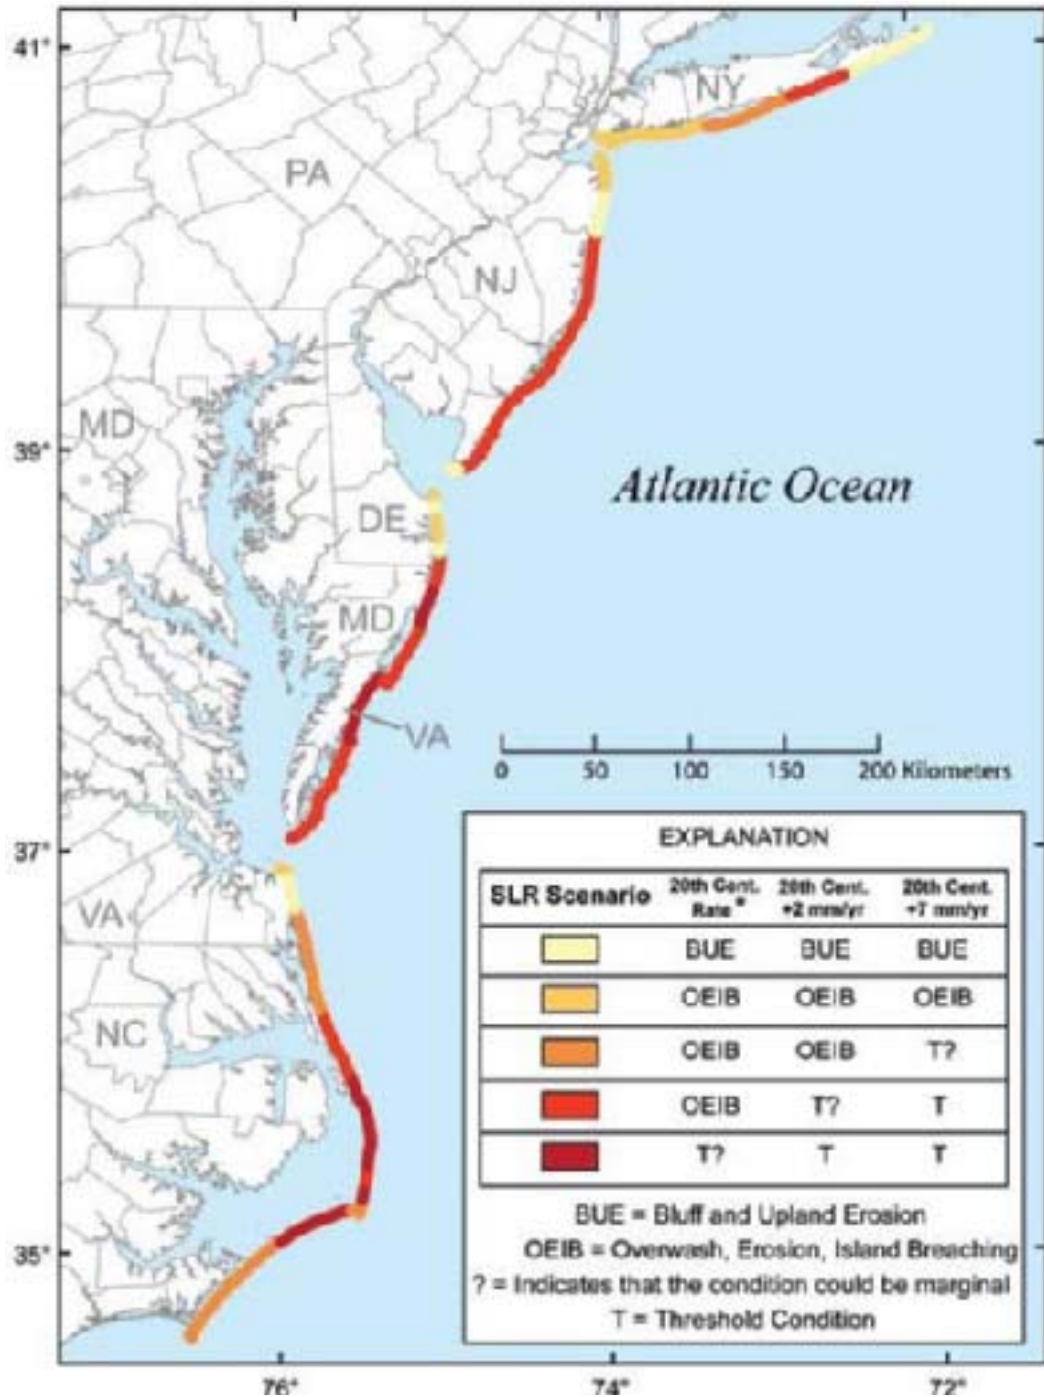 41°
NY
PA
NJ
MD
39°
Atlantic Ocean
DE
MD
VA
0 50 100 150 200 Kilometers
37°
VA
NC
35°
76° 74° 72°
EXPLANATION
SLR Scenario 20th Cent. Rate * 20th Cent. +2 mm/yr 20th Cent. +7 mm/yr
BUE BUE BUE
OEIB OEIB OEIB
OEIB OEIB T?
OEIB T? T
T? T T
BUE = Bluff and Upland Erosion
OEIB = Overwash, Erosion, Island Breaching
? = Indicates that the condition could be marginal
T = Threshold Condition